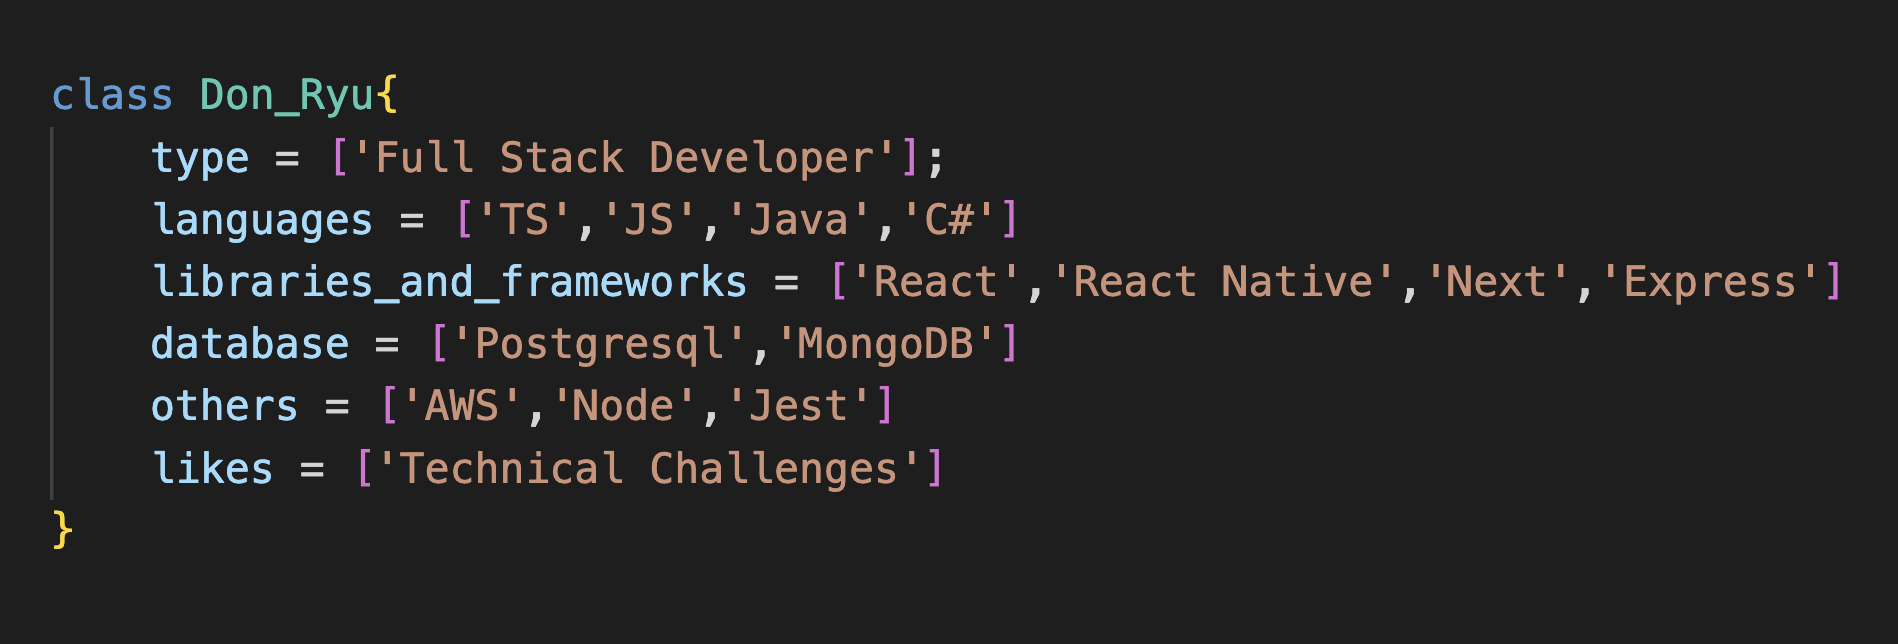 class Don_Ryu{
    type = ['Full Stack Developer'];
    languages = ['TS','JS','Java','C#']
    libraries_and_frameworks = ['React','React Native','Next','Express']
    database = ['Postgresql','MongoDB']
    others = ['AWS','Node','Jest']
    likes = ['Technical Challenges']
}